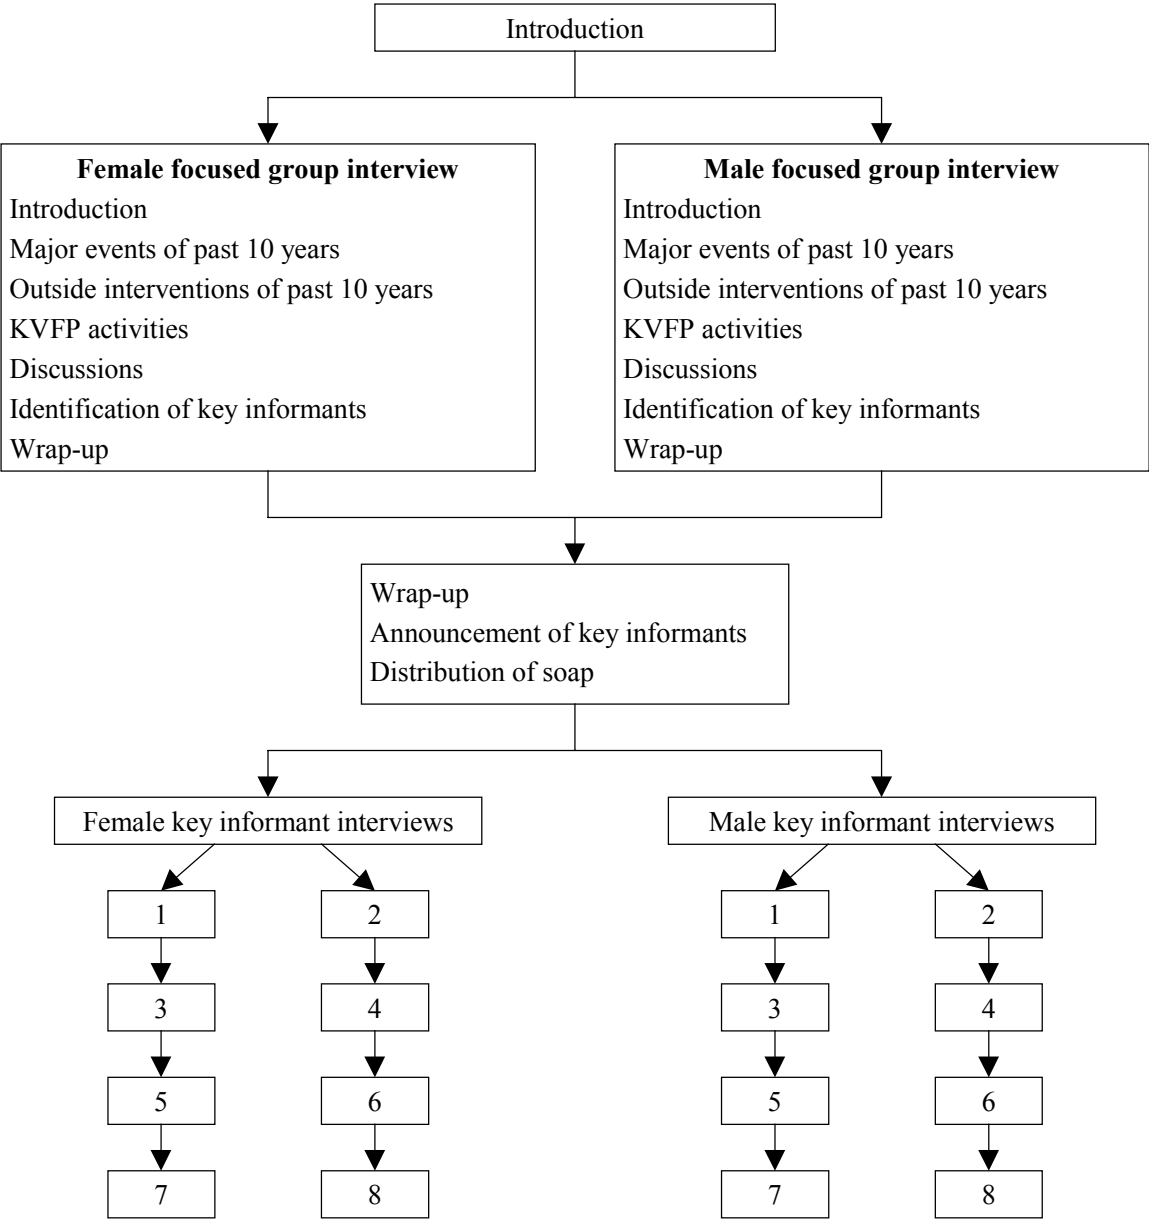 Introduction
Female focused group interview
Introduction
Major events of past 10 years
Outside interventions of past 10 years
KVFP activities
Discussions
Identification of key informants
Wrap-up
Male focused group interview
Introduction
Major events of past 10 years
Outside interventions of past 10 years
KVFP activities
Discussions
Identification of key informants
Wrap-up
Wrap-up
Announcement of key informants
Distribution of soap
Female key informant interviews
1
2
3
4
5
6
7
8
Male key informant interviews
1
2
3
4
5
6
7
8